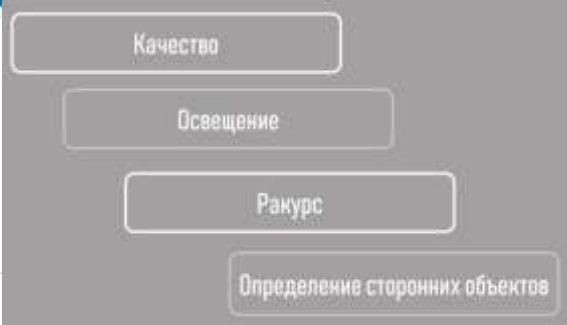 Качество
Освещение
Ракурс
Определение сторонних объектов